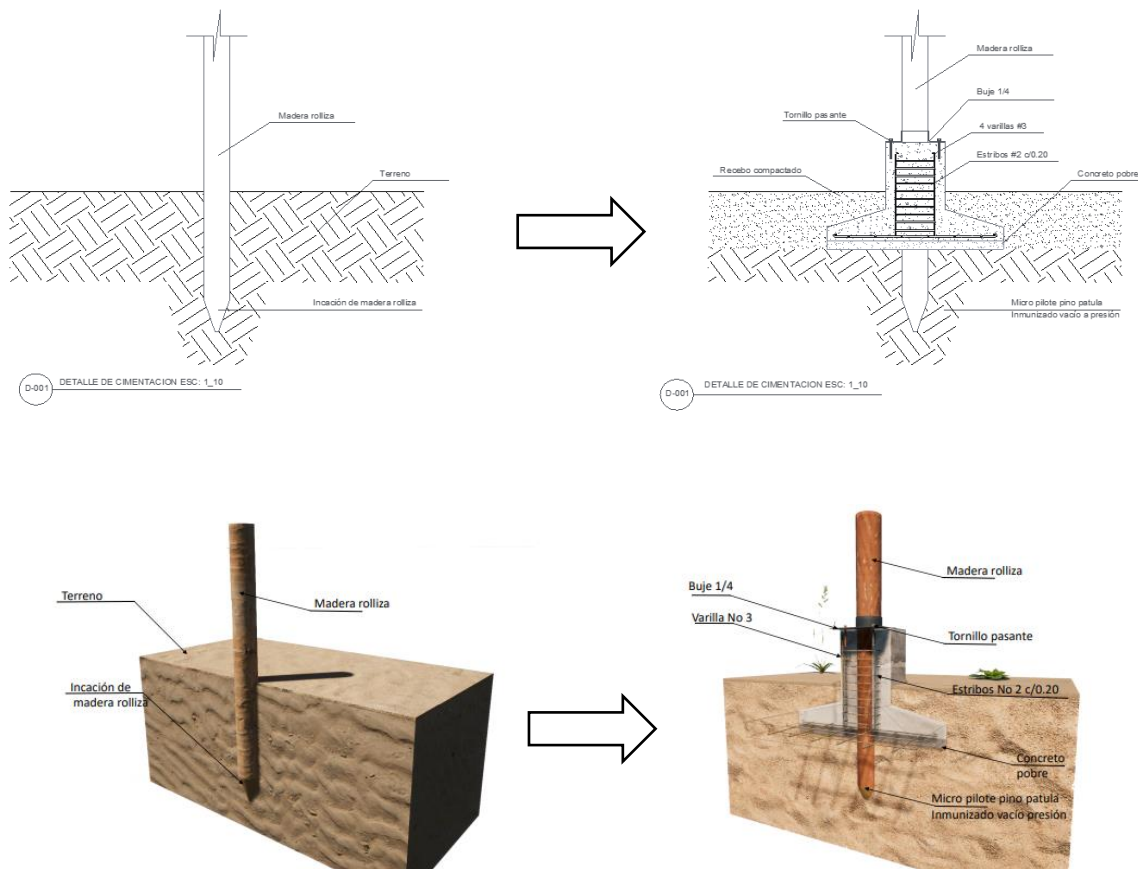 Madera rolliza
Terreno
Incación de madera rolliza
D-001
DETALLE DE CIMENTACION ESC: 1_10
Madera rolliza
Buje 1/4
Tornillo pasante
4 varillas #3
Estribos #2 c/0.20
Recebo compactado
Concreto pobre
Micro pilote pino patula
Inmunizado vacío a presión
D-001
DETALLE DE CIMENTACION ESC: 1_10
Terreno
Madera rolliza
Incación de
madera rolliza
Madera rolliza
Buje 1/4
Varilla No 3
Tornillo pasante
Estribos No 2 c/0.20
Concreto
pobre
Micro pilote pino patula
Inmunizado vacío presión